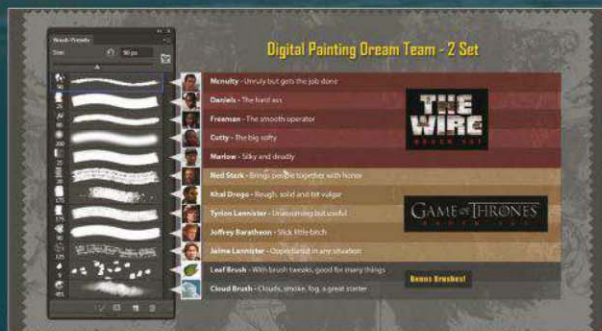 Digital Painting Dream Team - 2 Set
Brush Presets
Size:
90 px
Mcnulty - Unruly but gets the job done
Daniels - The hard ass
Freeman - The smooth operator
Cutty - The big softy
Marlow - Silky and deadly
THE
WIRE
BRUSH SET
Ned Stark - Brings people together with honor
Khal Drogo - Rough, solid and bit vulgar
Tyrion Lannister - Unassuming but useful
Joffrey Baratheon - Slick little bitch
Jaime Lannister - Opportunist in any situation
GAME OF THRONES
Leaf Brush - With brush tweaks, good for many things
Cloud Brush - Clouds, smoke, fog, a great starter
Bonus Brushes!